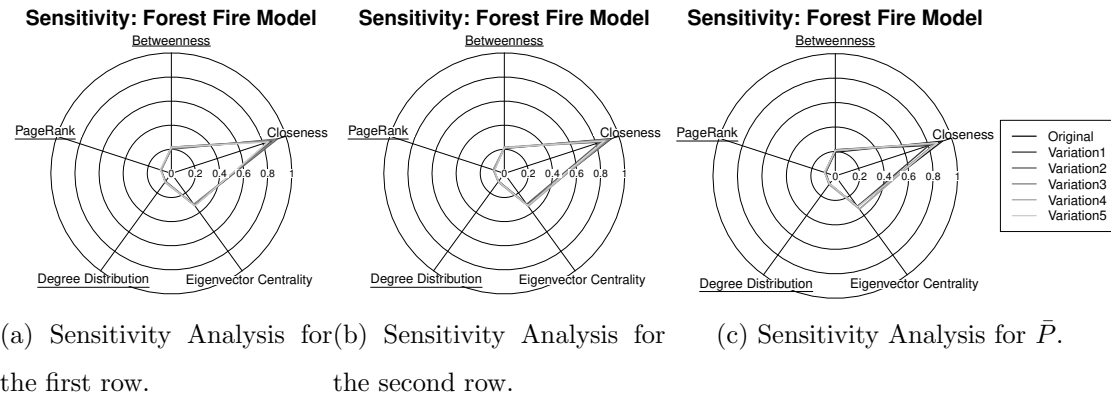 Sensitivity: Forest Fire Model
Betweenness
PageRank
Closeness
0 0.2 0.4 0.6 0.8 1
Degree Distribution
Eigenvector Centrality
Sensitivity: Forest Fire Model
Betweenness
PageRank
Closeness
0 0.2 0.4 0.6 0.8 1
Degree Distribution
Eigenvector Centrality
Sensitivity: Forest Fire Model
Betweenness
PageRank
Closeness
0 0.2 0.4 0.6 0.8 1
Degree Distribution
Eigenvector Centrality
Original
Variation1
Variation2
Variation3
Variation4
Variation5
(a) Sensitivity Analysis for
the first row.
(b) Sensitivity Analysis for
the second row.
(c) Sensitivity Analysis for P̄.